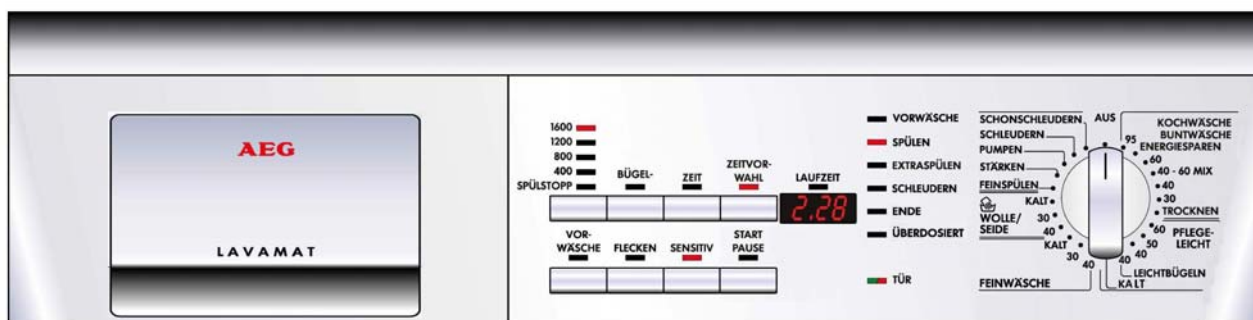 AEG
LAVAMAT
1600
1200
800
400
SPÜLSTOPP
BÜGEL-
ZEIT
ZEITVOR-
WAHL
LAUFZEIT
2.28
VOR-
WÄSCHE
FLECKEN
SENSITIV
START
PAUSE
VORWÄSCHE
SPÜLEN
EXTRASPÜLEN
SCHLEUDERN
ENDE
ÜBERDOSIERT
TÜR
AUS
SCHONSCHLEUDERN
SCHLEUDERN
PUMPEN
STÄRKEN
FEINSPÜLEN
KALT
WOLLE/
SEIDE
30
40
KALT
30
40
FEINWÄSCHE
KOCHWÄSCHE
BUNTWÄSCHE
95
ENERGIESPAREN
60
40 - 60 MIX
40
30
TROCKNEN
60
PFLEGE-
LEICHT
50
40
40
LEICHTBÜGELN
KALT